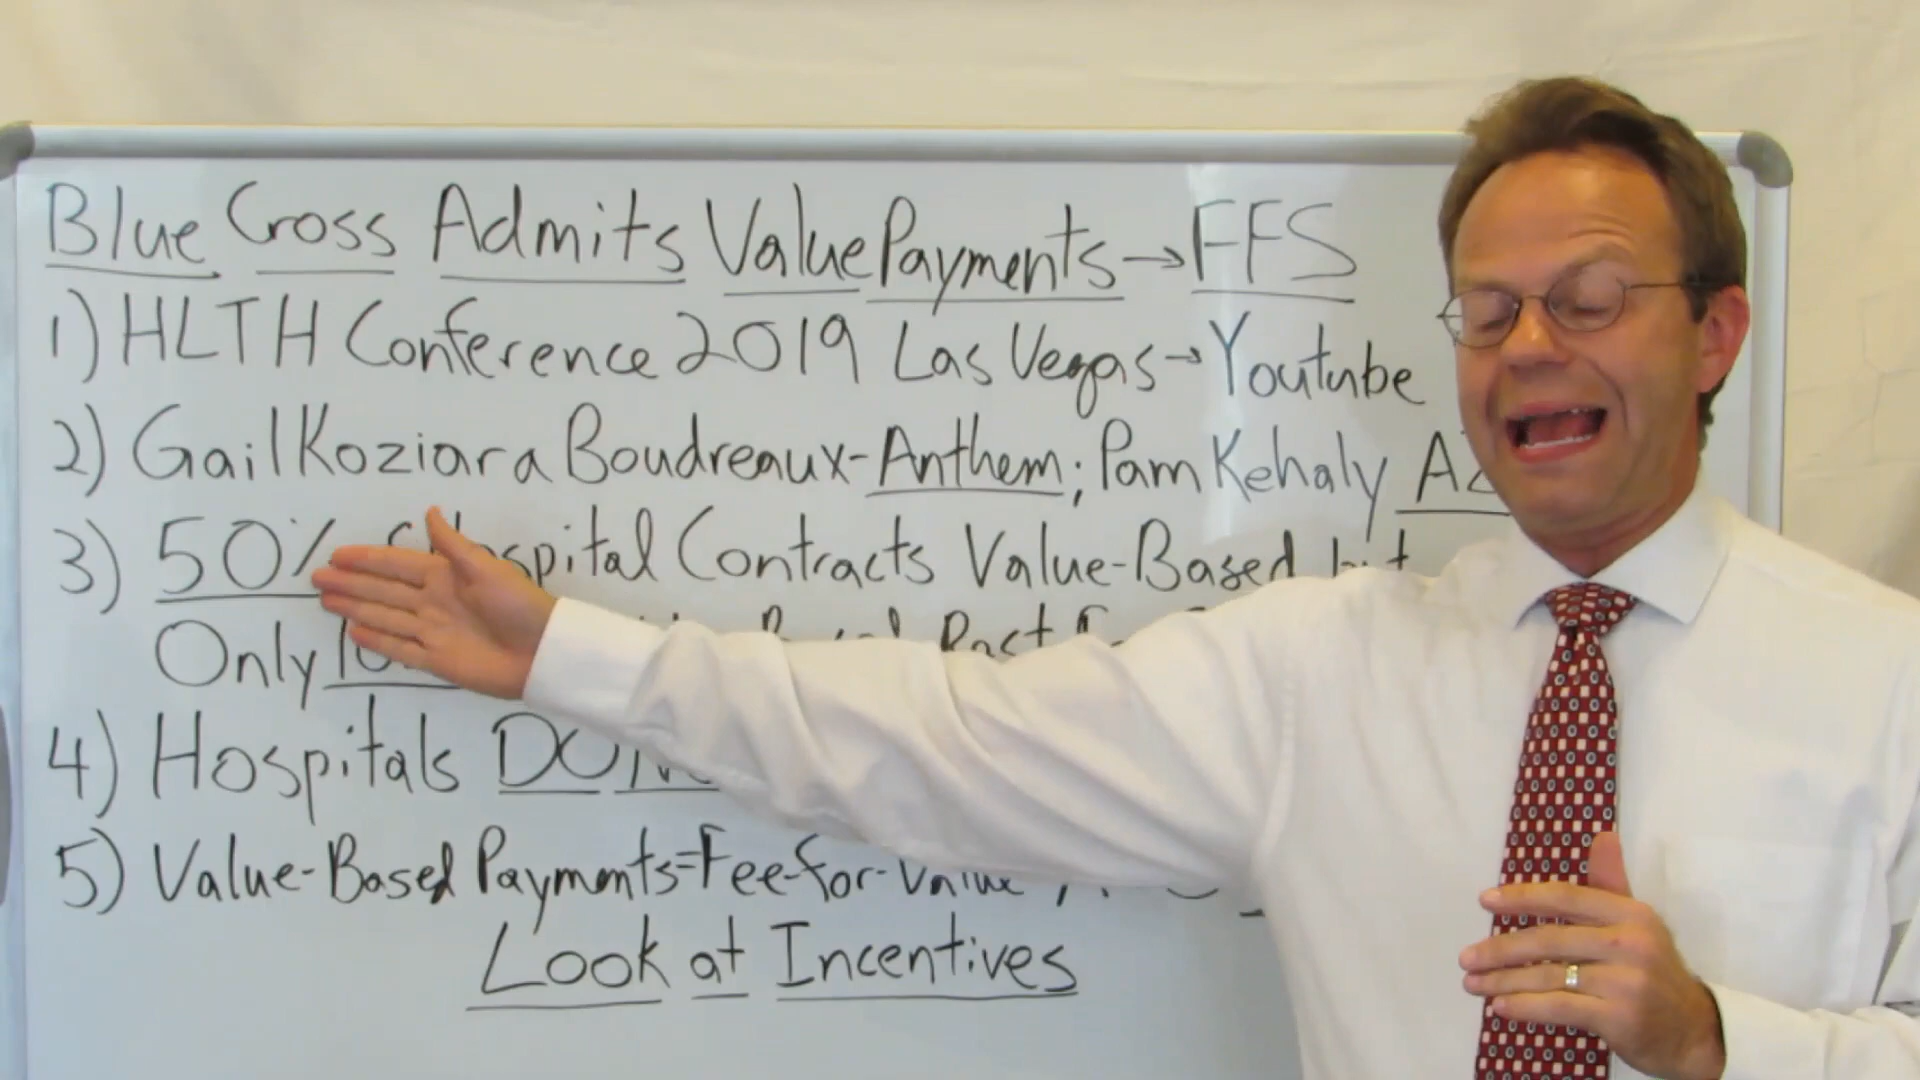 Blue Cross Admits Value Payments → FFS
1) HLTH Conference 2019 Las Vegas → Youtube
2) Gail Koziara Boudreaux - Anthem; Pam Kehaly
3) 50% Contracts Value-Based
Only
4) Hospitals
5) Value-Based Payments = Fee-for-Value
Look at Incentives